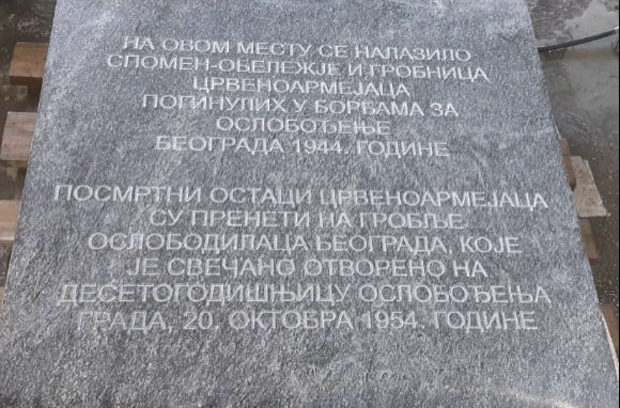 НА ОВОМ МЕСТУ СЕ НАЛАЗИЛО
СПОМЕН-ОБЕЛЕЖЈЕ И ГРОБНИЦА
ЦРВЕНОАРМЕЈАЦА
ПОГИНУЛИХ У БОРБАМА ЗА
ОСЛОБОЂЕЊЕ
БЕОГРАДА 1944. ГОДИНЕ
ПОСМРТНИ ОСТАЦИ ЦРВЕНОАРМЕЈАЦА
СУ ПРЕНЕТИ НА ГРОБЉЕ
ОСЛОБОДИЛАЦА БЕОГРАДА, КОЈЕ
ЈЕ СВЕЧАНО ОТВОРЕНО НА
ДЕСЕТОГОДИШЊИЦУ ОСЛОБОЂЕЊА
ГРАДА, 20. ОКТОБРА 1954. ГОДИНЕ